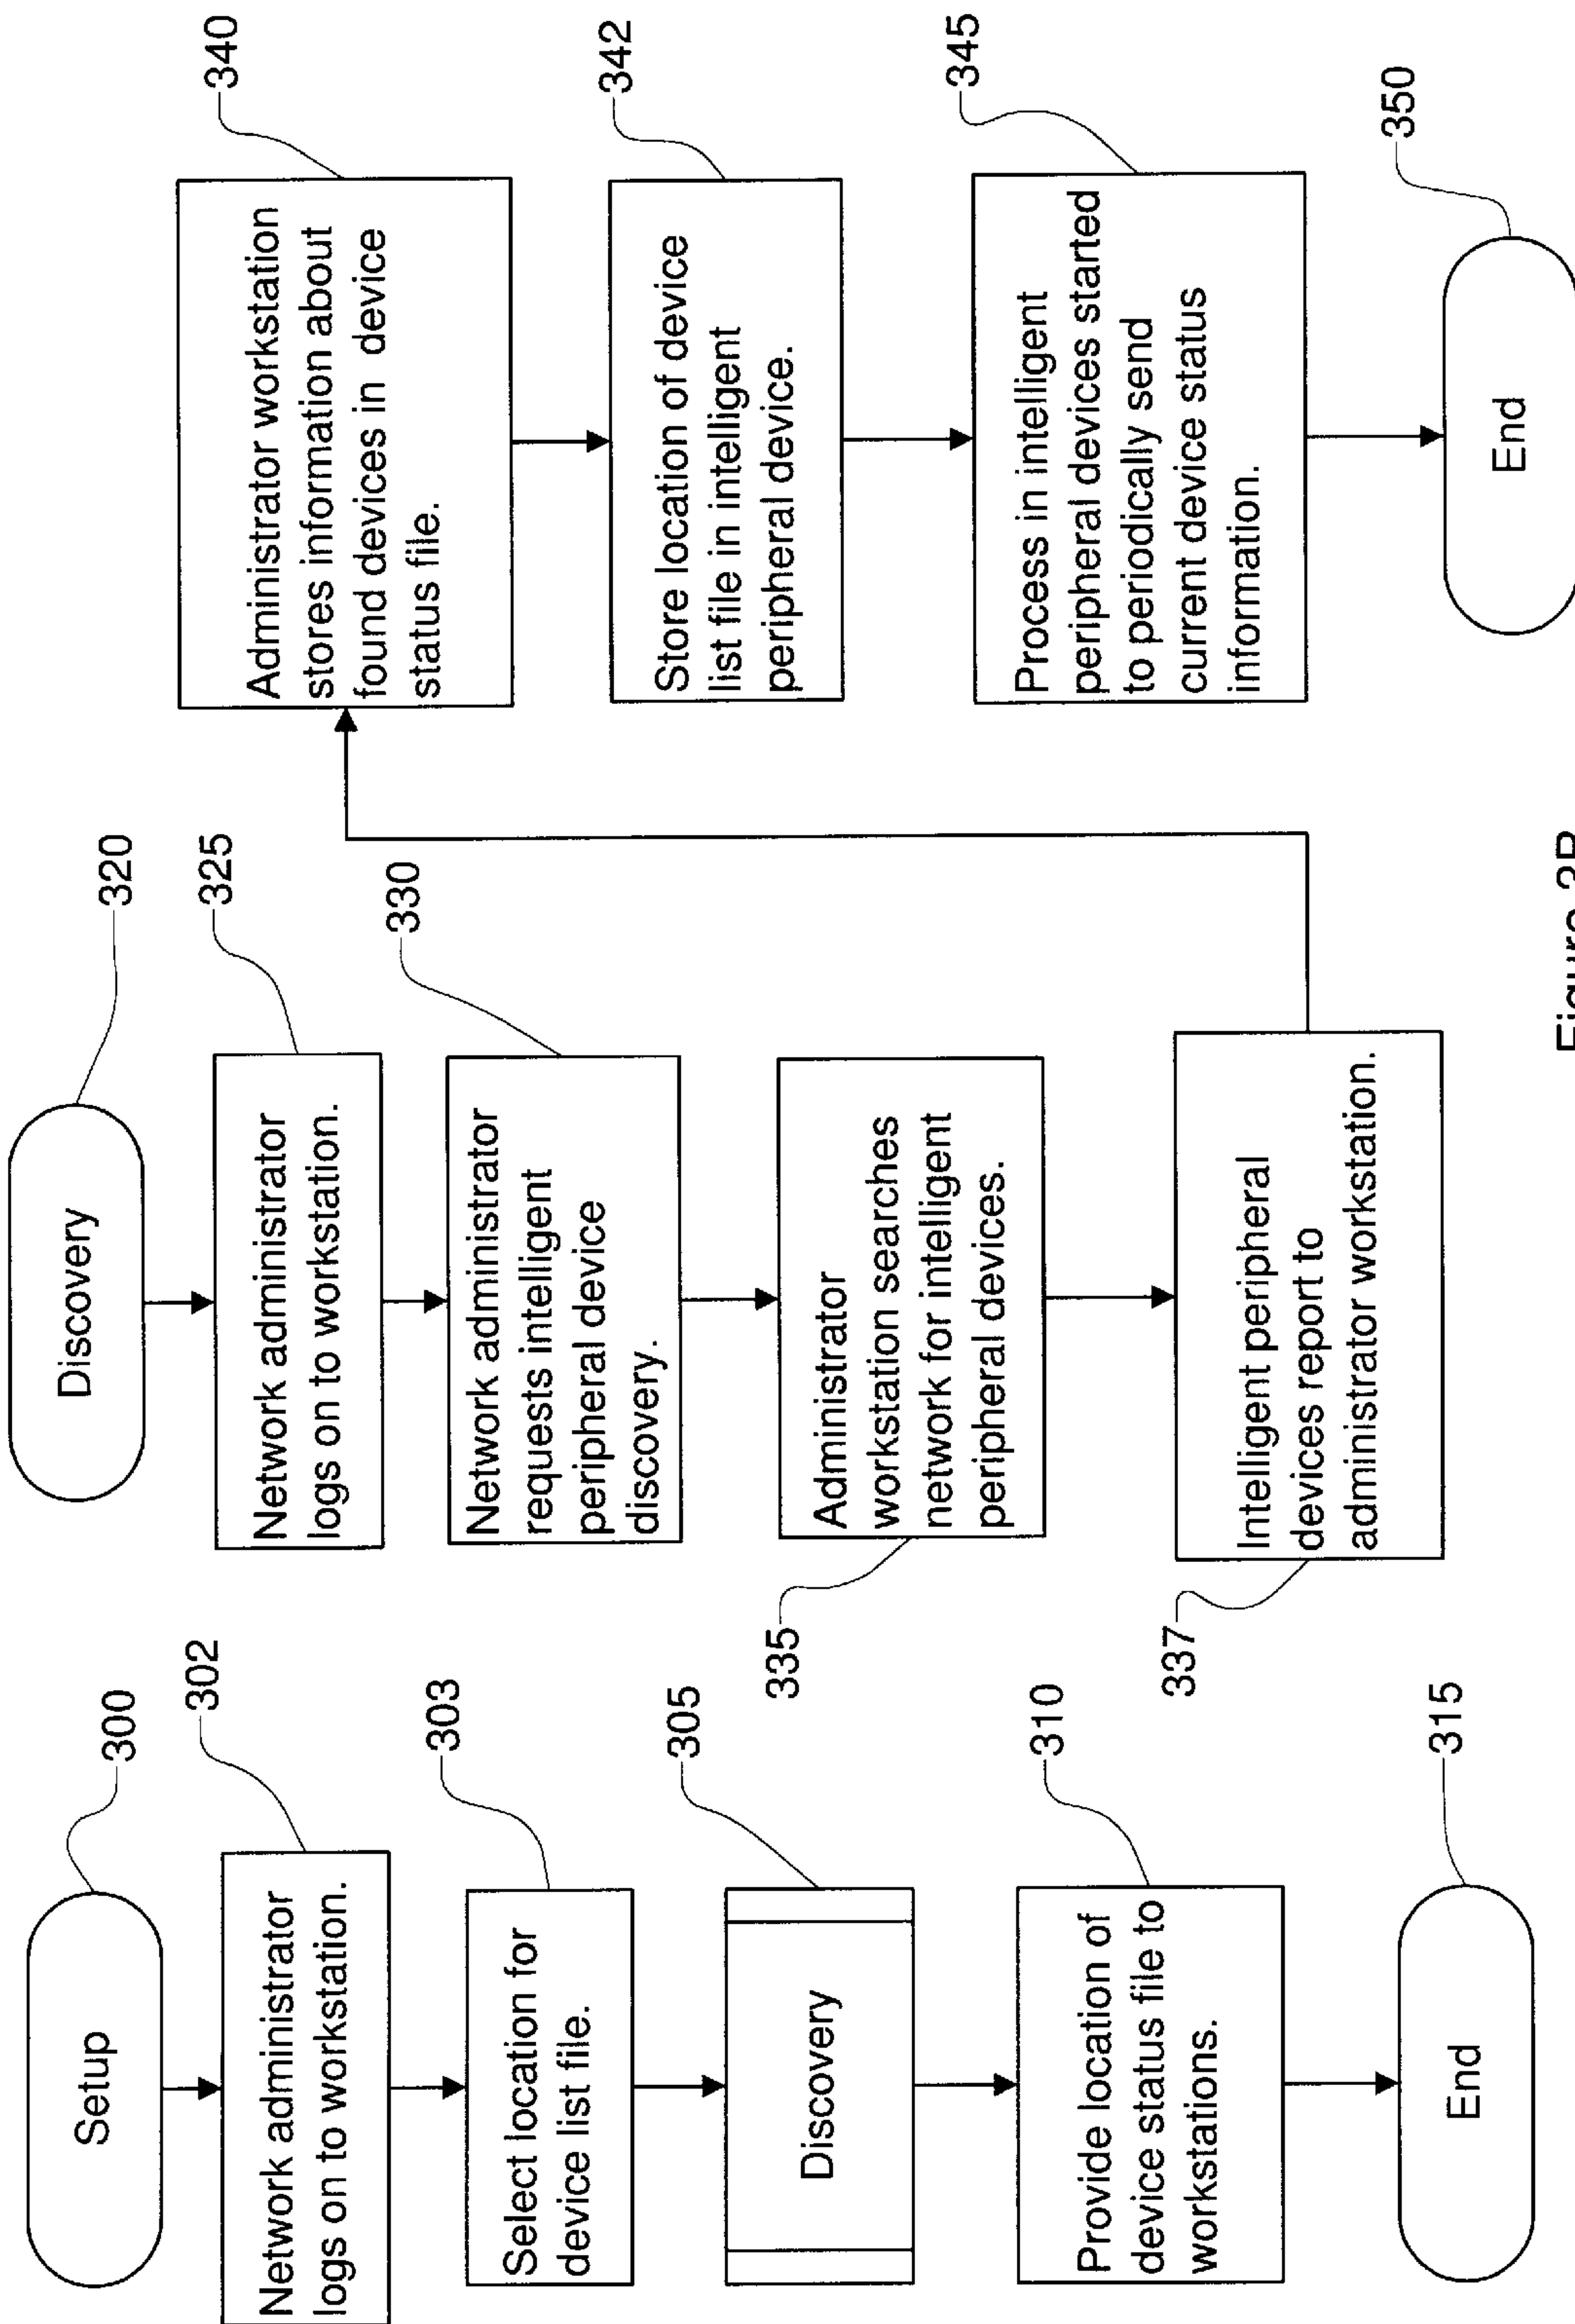 Setup
300
Network administrator
logs on to workstation.
302
Select location for
device list file.
303
Discovery
305
Provide location of
device status file to
workstations.
310
End
315
Discovery
320
Network administrator
logs on to workstation.
325
Network administrator
requests intelligent
peripheral device
discovery.
330
Administrator
workstation searches
network for intelligent
peripheral devices.
335
Intelligent peripheral
devices report to
administrator workstation.
337
Administrator workstation
stores information about
found devices in device
status file.
340
Store location of device
list file in intelligent
peripheral device.
342
Process in intelligent
peripheral devices started
to periodically send
current device status
information.
345
End
350
Figure